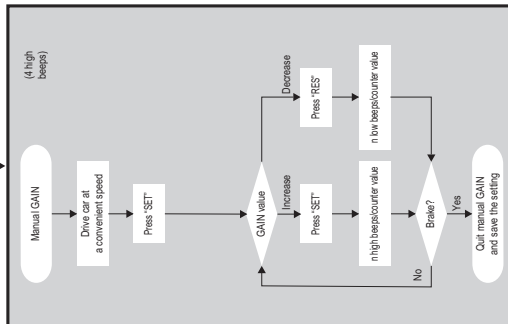 (4 high
beeps)
Manual GAIN
Drive car at
a convenient speed
Press "SET"
GAIN value
Decrease
Press "RES"
n low beeps/counter value
Increase
Press "SET"
n high beeps/counter value
Brake?
No
Yes
Quit manual GAIN
and save the setting